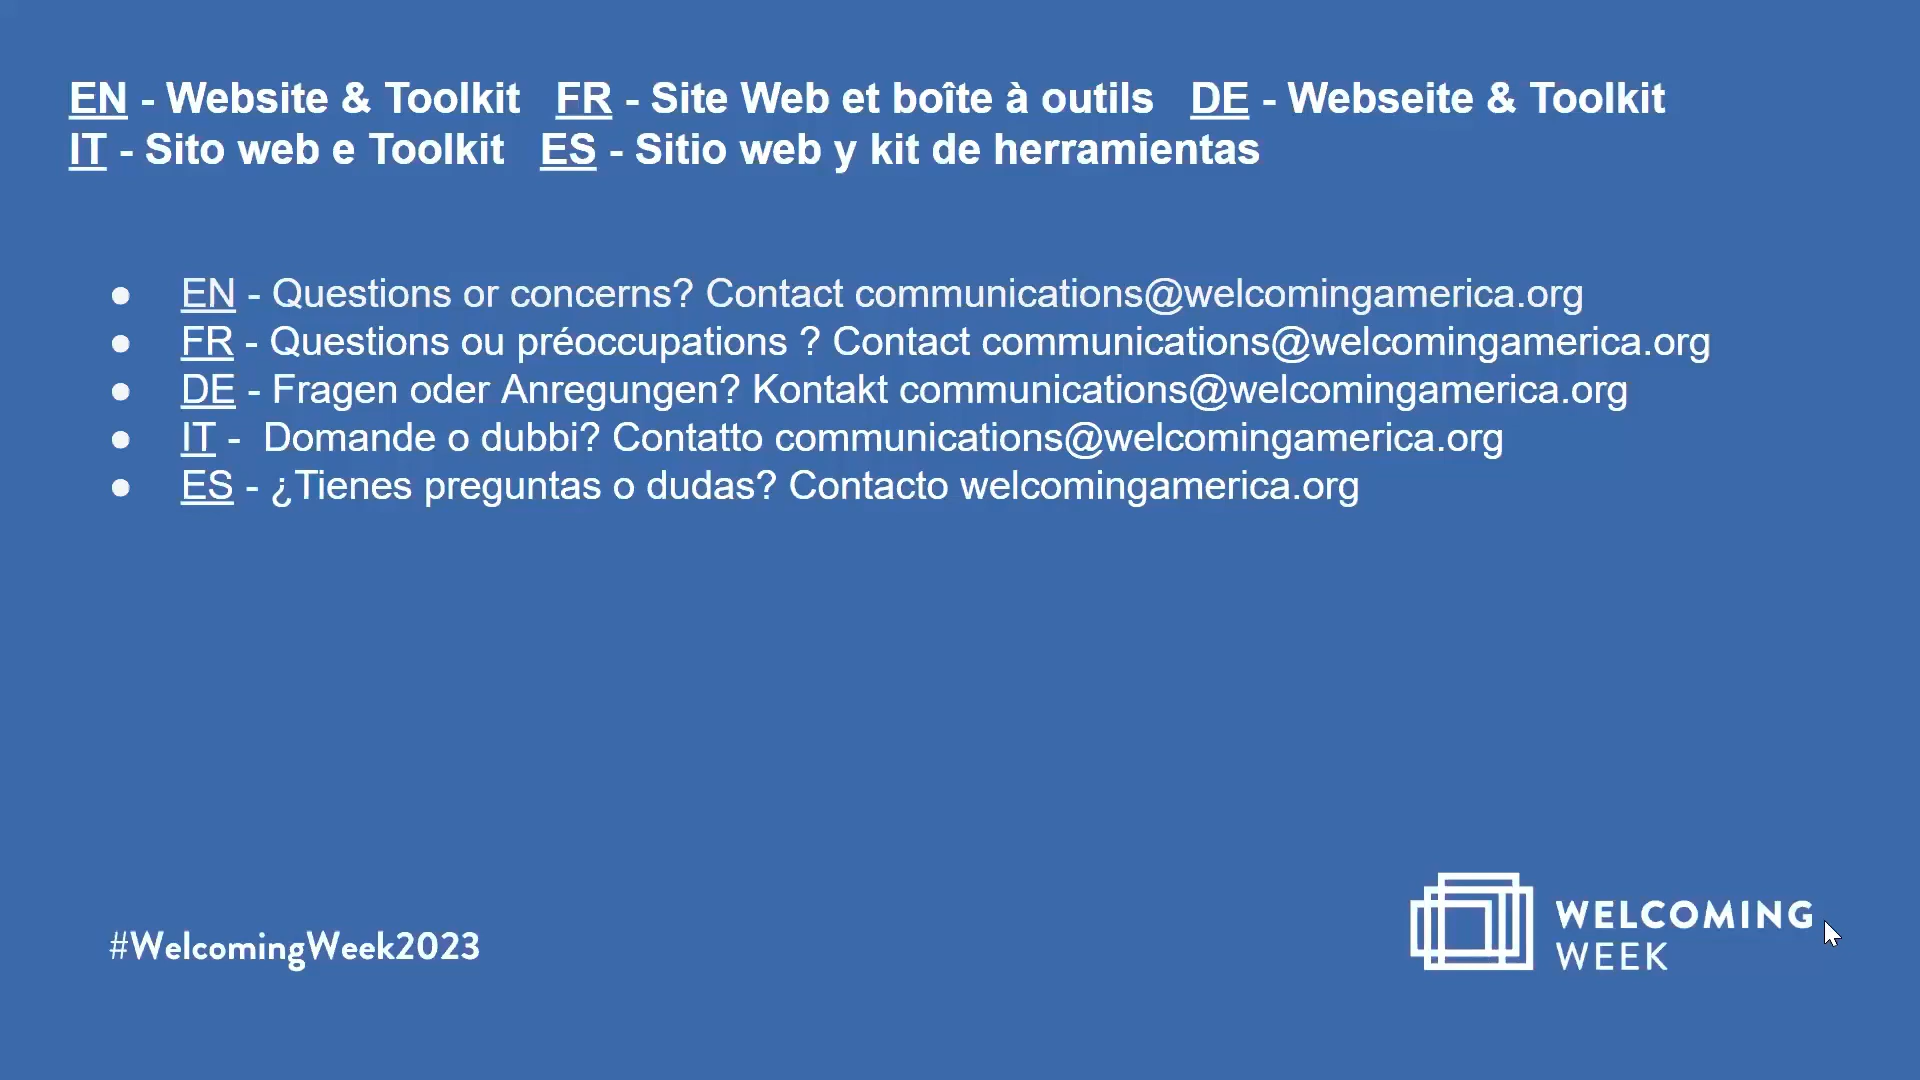 EN - Website & Toolkit FR - Site Web et boîte à outils DE - Webseite & Toolkit
IT - Sito web e Toolkit ES - Sitio web y kit de herramientas
● EN - Questions or concerns? Contact communications@welcomingamerica.org
● FR - Questions ou préoccupations ? Contact communications@welcomingamerica.org
● DE - Fragen oder Anregungen? Kontakt communications@welcomingamerica.org
● IT - Domande o dubbi? Contatto communications@welcomingamerica.org
● ES - ¿Tienes preguntas o dudas? Contacto welcomingamerica.org
#WelcomingWeek2023
WELCOMING
WEEK